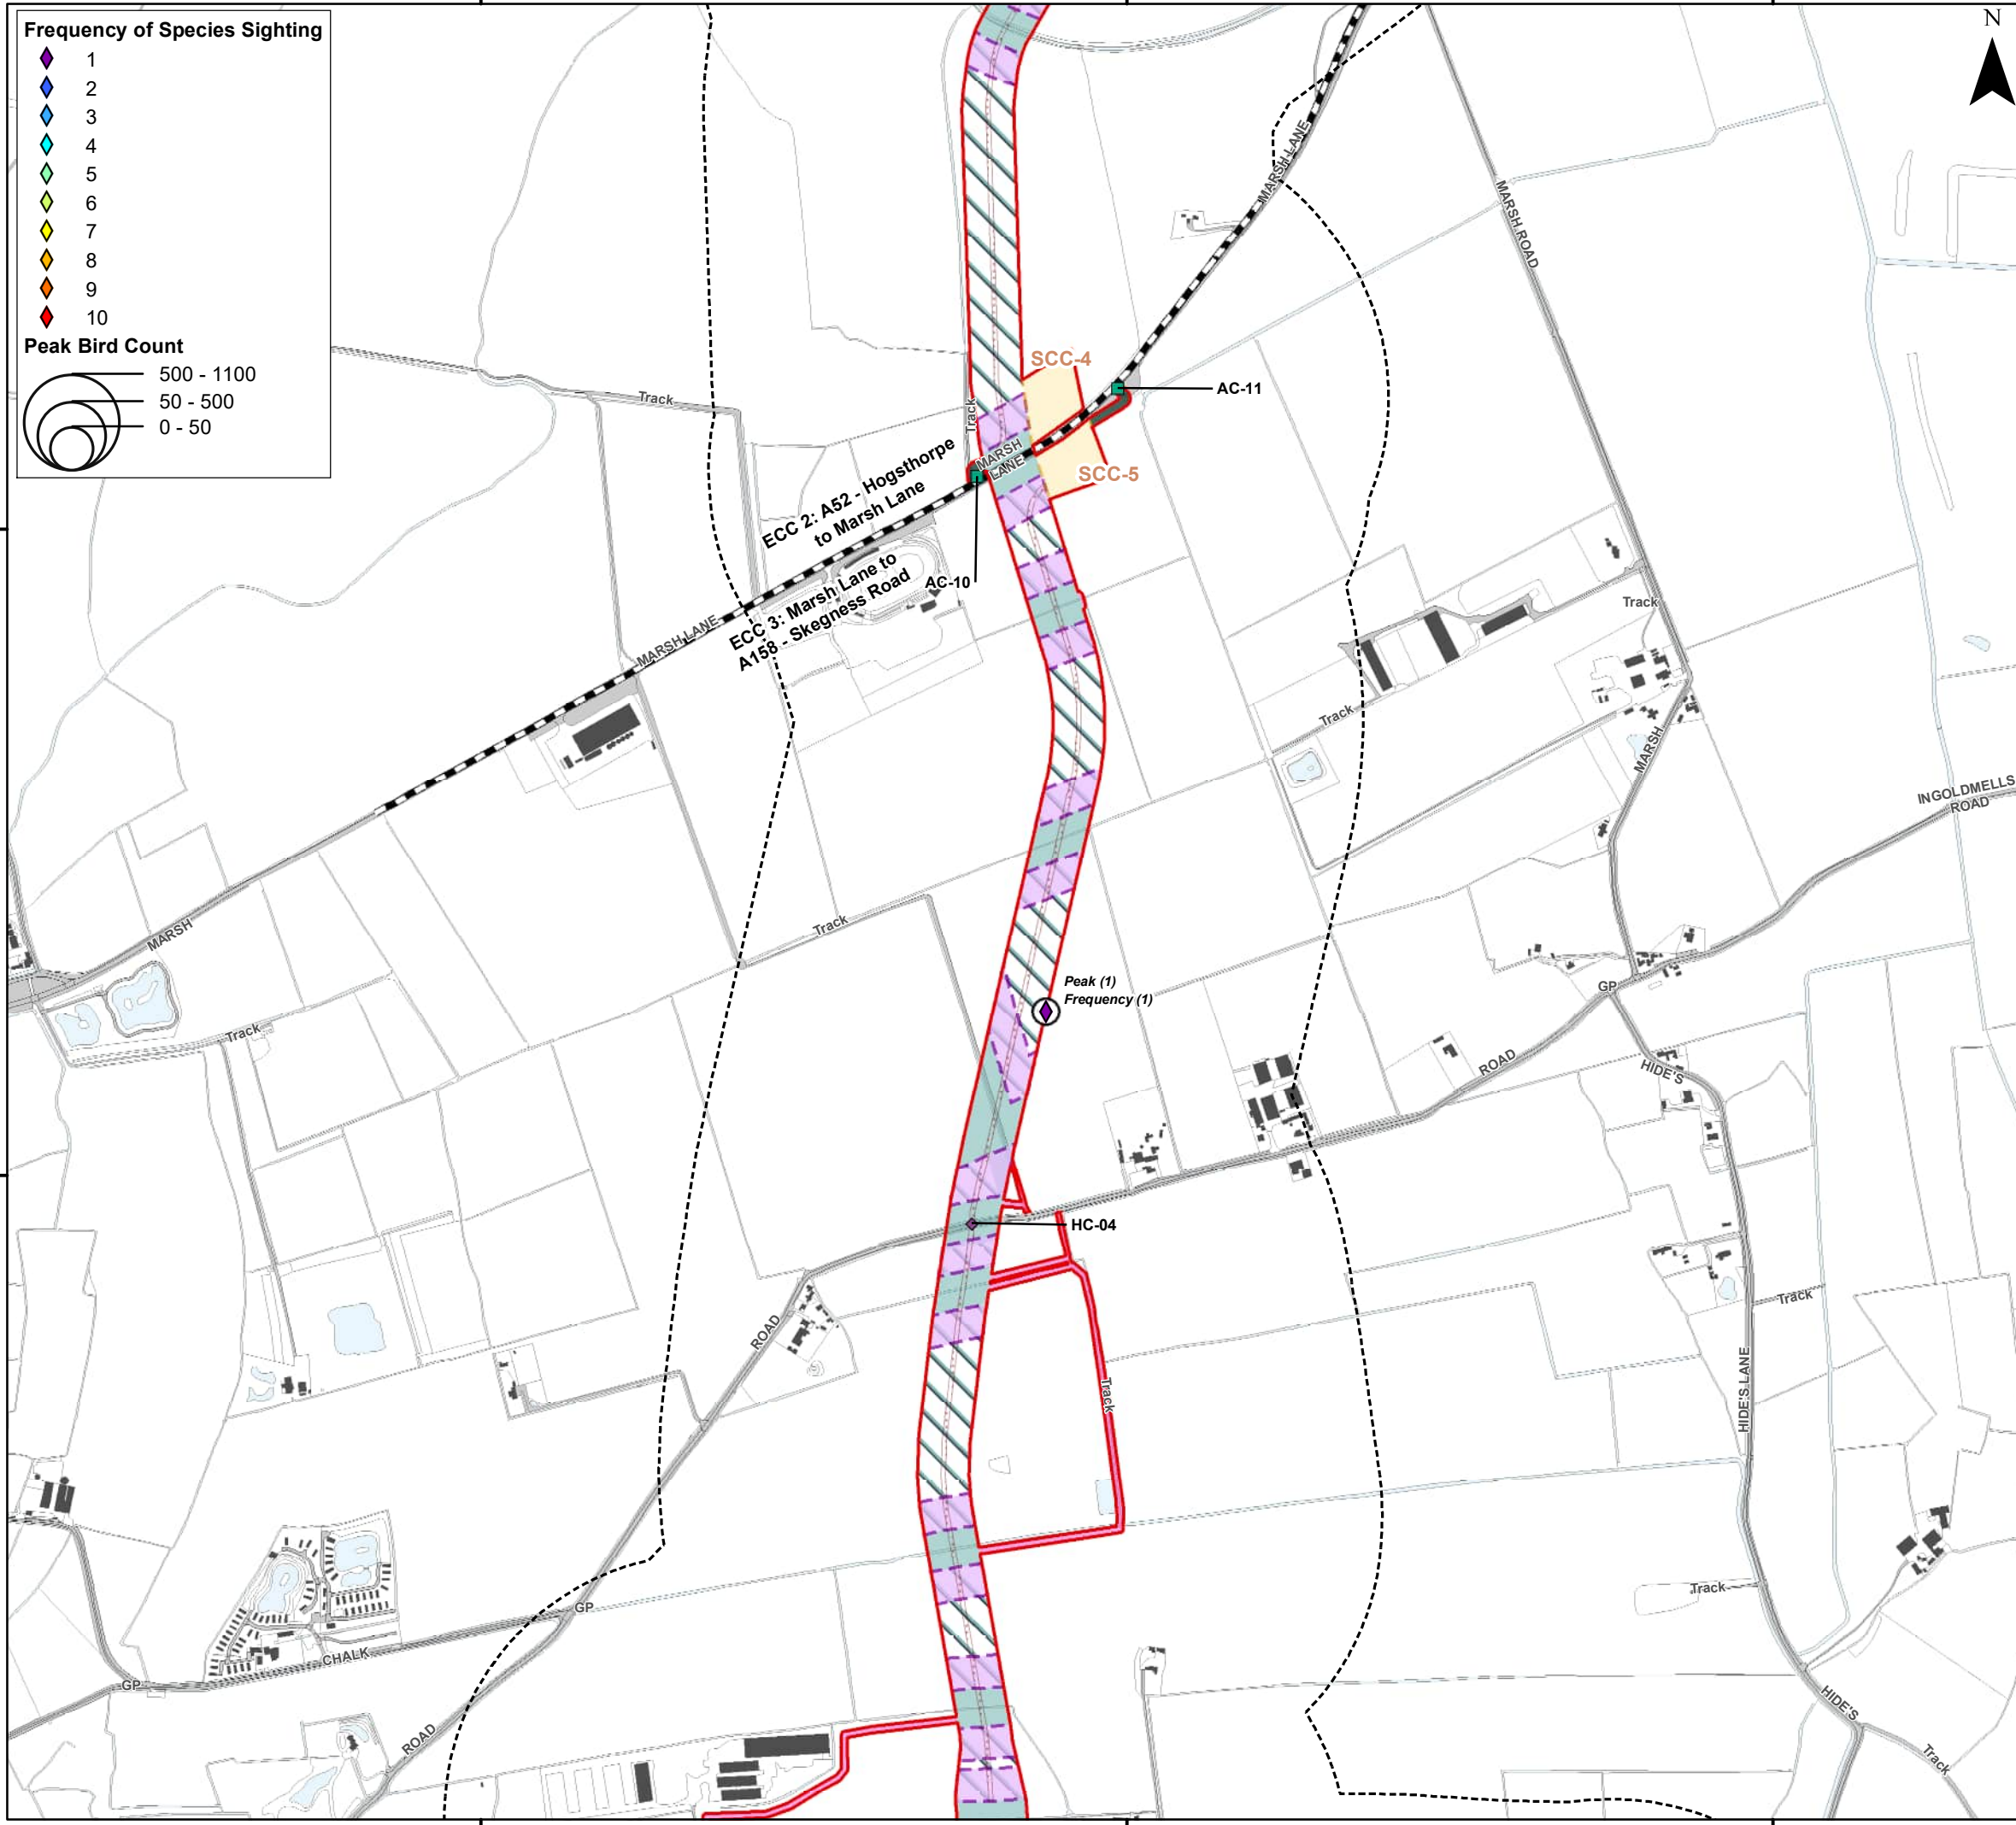 Frequency of Species Sighting
1
2
3
4
5
6
7
8
9
10
Peak Bird Count
500 - 1100
50 - 500
0 - 50
N
MARSH LANE
MARSH ROAD
SCC-4
AC-11
Track
Track
MARSH
LANE
SCC-5
ECC 2: A52 - Hogsthorpe
to Marsh Lane
AC-10
ECC 3: Marsh Lane to
A158 - Skegness Road
MARSH LANE
Track
Track
MARSH
INGOLDMELLS
ROAD
MARSH
Track
Peak (1)
Frequency (1)
GP
Track
ROAD
HIDE'S
HC-04
Track
ROAD
Track
HIDE'S LANE
Track
GP
CHALK
GP
HIDE'S
ROAD
Track